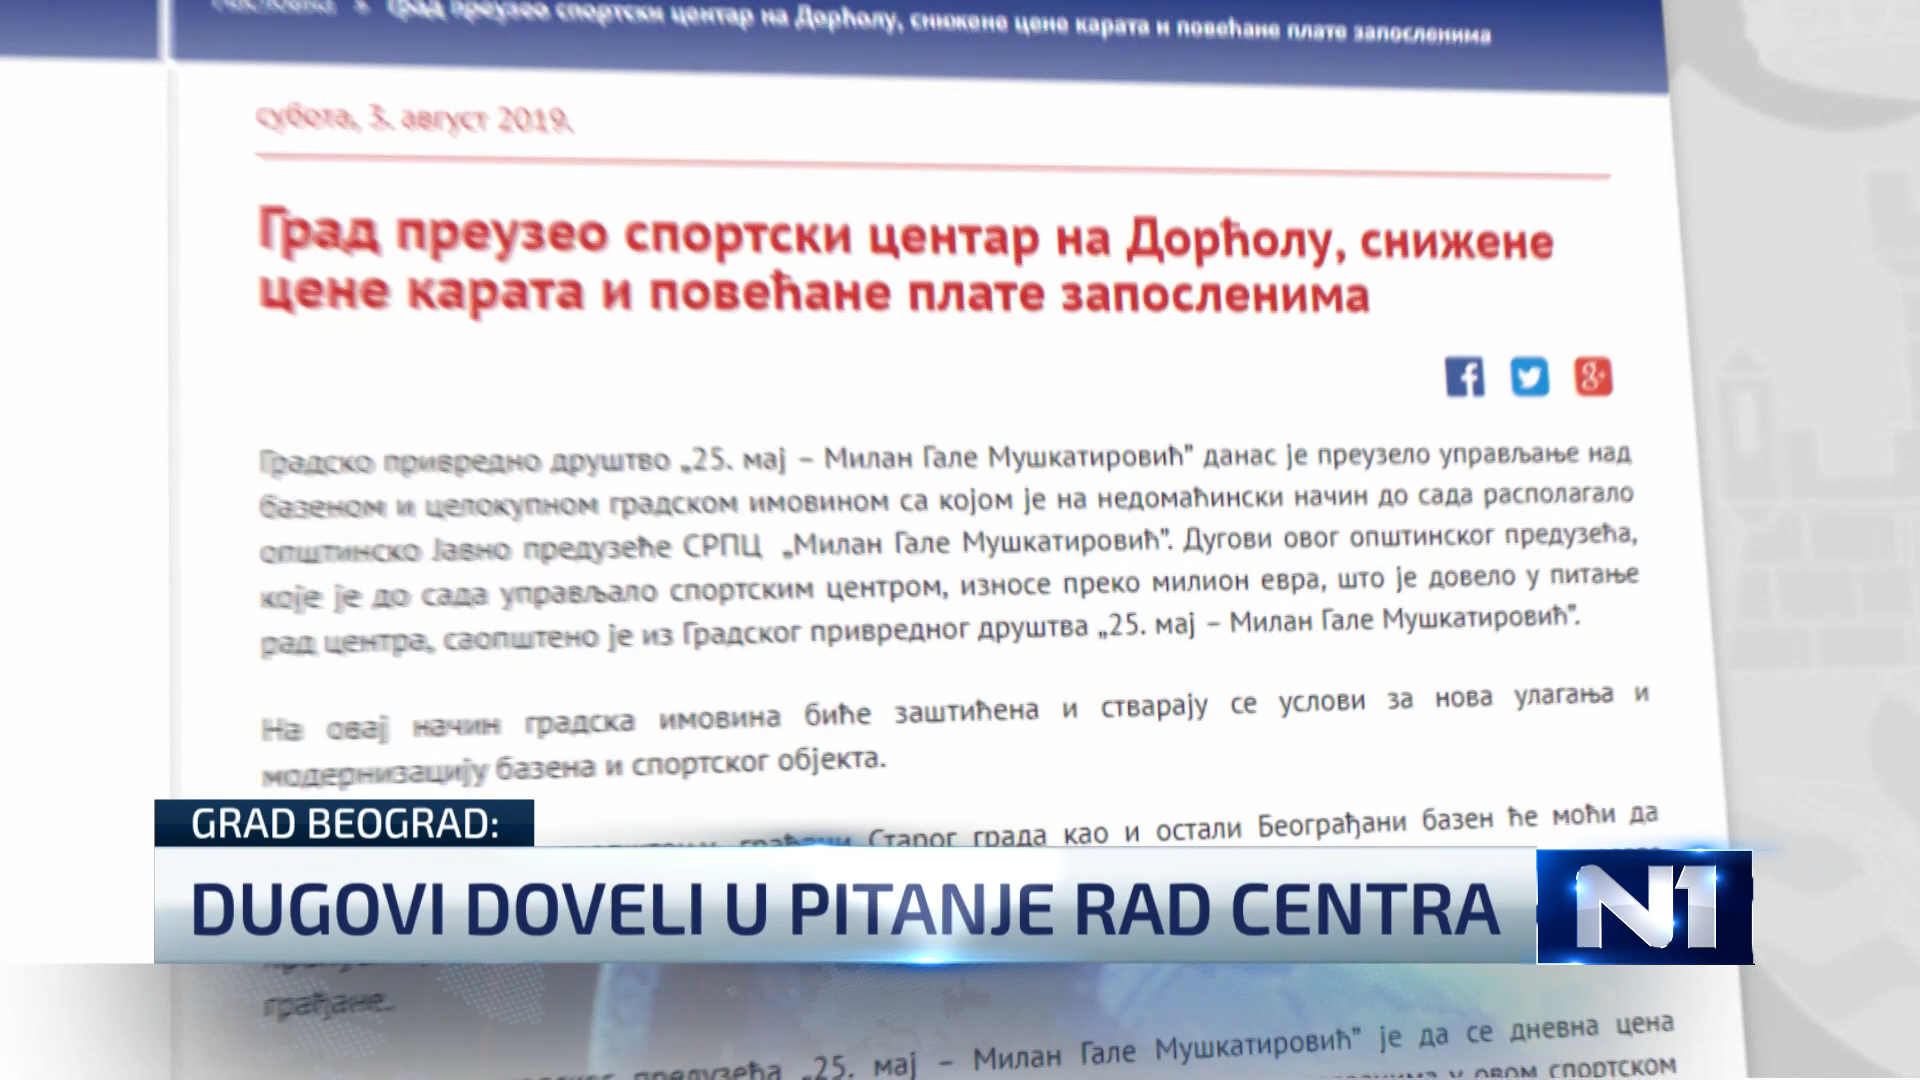 Град преузео спортски центар на Дорћолу, снижене цене карата и повећане плате запосленима
субота, 3. август 2019.
Град преузео спортски центар на Дорћолу, снижене
цене карата и повећане плате запосленима
Градско привредно друштво „25. мај – Милан Гале Мушкатировић” данас је преузело управљање над
базеном и целокупном градском имовином са којом је на недомаћински начин до сада располагало
општинско Јавно предузеће СРПЦ „Милан Гале Мушкатировић”. Дугови овог општинског предузећа,
које је до сада управљало спортским центром, износе преко милион евра, што је довело у питање
рад центра, саопштено је из Градског привредног друштва „25. мај – Милан Гале Мушкатировић”.
На овај начин градска имовина биће заштићена и стварају се услови за нова улагања и
модернизацију базена и спортског објекта.
GRAD BEOGRAD:
грађани Старог града као и остали Београђани базен ће моћи да
DUGOVI DOVELI U PITANJE RAD CENTRA
N1
грађане.
предузећа „25. мај – Милан Гале Мушкатировић” је да се дневна цена
у овом спортском